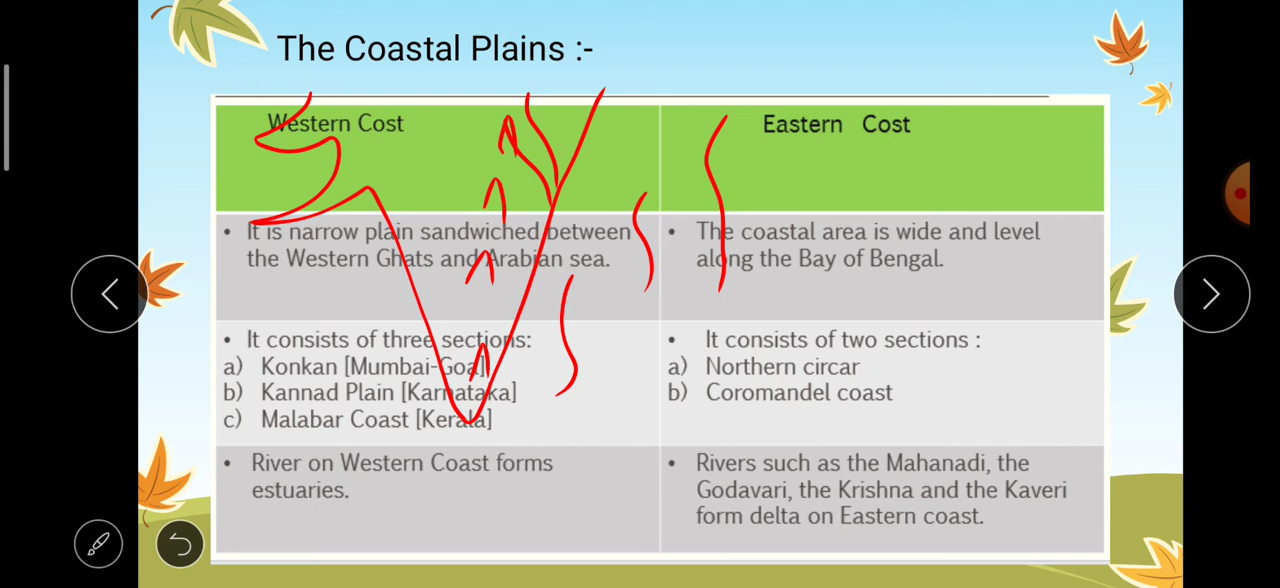 The Coastal Plains :-
Western Cost
Eastern Cost
• It is narrow plain sandwiched between
the Western Ghats and Arabian sea.
• The coastal area is wide and level
along the Bay of Bengal.
• It consists of three sections:
a) Konkan [Mumbai-Goa]
b) Kannad Plain [Karnataka]
c) Malabar Coast [Kerala]
• It consists of two sections :
a) Northern circar
b) Coromandel coast
• River on Western Coast forms
estuaries.
• Rivers such as the Mahanadi, the
Godavari, the Krishna and the Kaveri
form delta on Eastern coast.